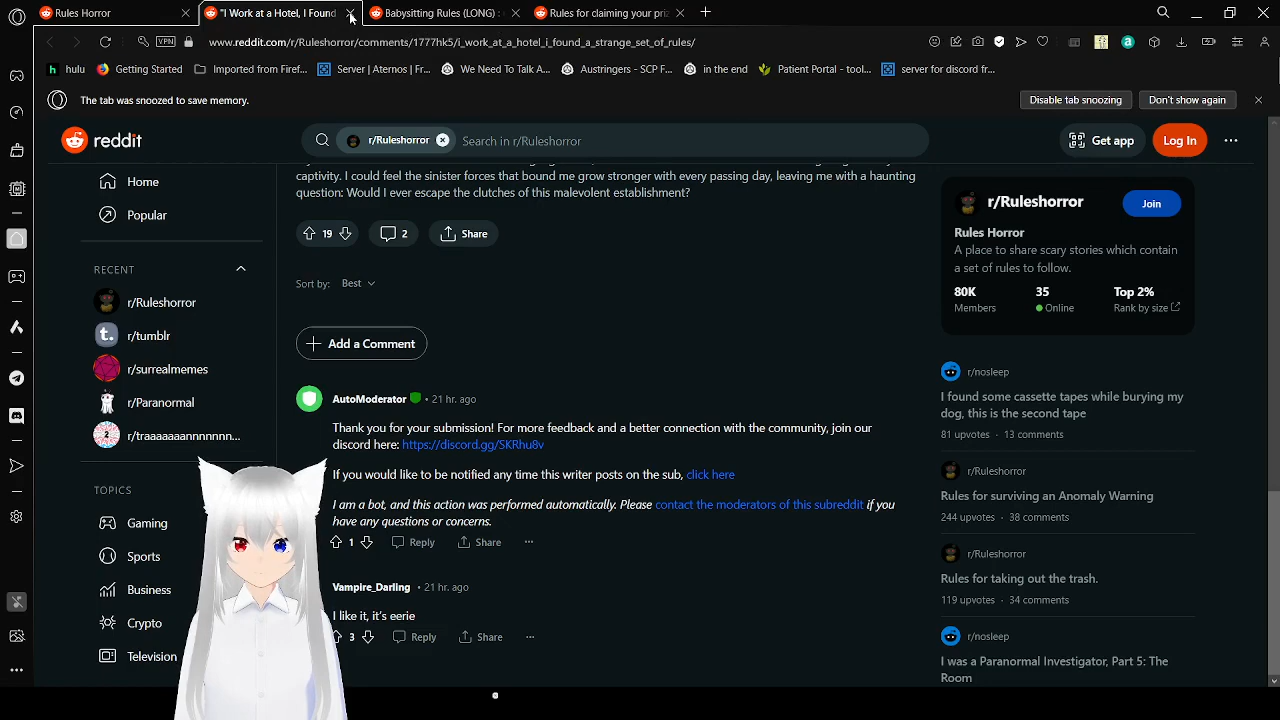 Rules Horror
"I Work at a Hotel, I Found
Babysitting Rules (LONG) :
Rules for claiming your pri
VPN
www.reddit.com/r/Ruleshorror/comments/1777hk5/i_work_at_a_hotel_i_found_a_strange_set_of_rules/
hulu
Getting Started
Imported from Firef...
Server | Aternos | Fr...
We Need To Talk A...
Austringers - SCP F...
in the end
Patient Portal - tool...
server for discord fr...
The tab was snoozed to save memory.
Disable tab snoozing
Don't show again
reddit
r/Ruleshorror
Search in r/Ruleshorror
Get app
Log In
Home
Popular
RECENT
r/Ruleshorror
r/tumblr
r/surrealmemes
r/Paranormal
r/traaaaaaannnnnn...
TOPICS
Gaming
Sports
Business
Crypto
Television
captivity. I could feel the sinister forces that bound me grow stronger with every passing day, leaving me with a haunting
question: Would I ever escape the clutches of this malevolent establishment?
19
2
Share
Sort by: Best
Add a Comment
AutoModerator • 21 hr. ago
Thank you for your submission! For more feedback and a better connection with the community, join our
discord here: https://discord.gg/SKRhu8v
If you would like to be notified any time this writer posts on the sub, click here
I am a bot, and this action was performed automatically. Please contact the moderators of this subreddit if you
have any questions or concerns.
1 Reply Share
Vampire_Darling • 21 hr. ago
I like it, it's eerie
3 Reply Share
r/Ruleshorror
Join
Rules Horror
A place to share scary stories which contain
a set of rules to follow.
80K 35 Top 2%
Members Online Rank by size
r/nosleep
I found some cassette tapes while burying my
dog, this is the second tape
81 upvotes • 13 comments
r/Ruleshorror
Rules for surviving an Anomaly Warning
244 upvotes • 38 comments
r/Ruleshorror
Rules for taking out the trash.
119 upvotes • 34 comments
r/nosleep
I was a Paranormal Investigator, Part 5: The
Room